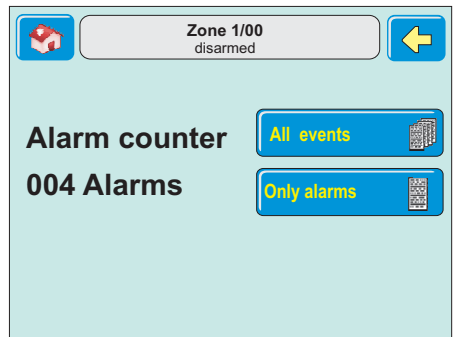 Zone 1/00
disarmed
Alarm counter
All events
004 Alarms
Only alarms